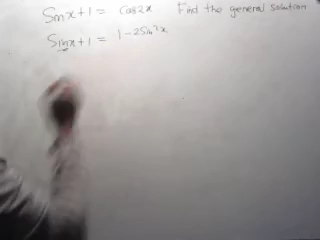 Sinx+1 = Cos2x Find the general solution
Sinx+1 = 1-2Sin²x